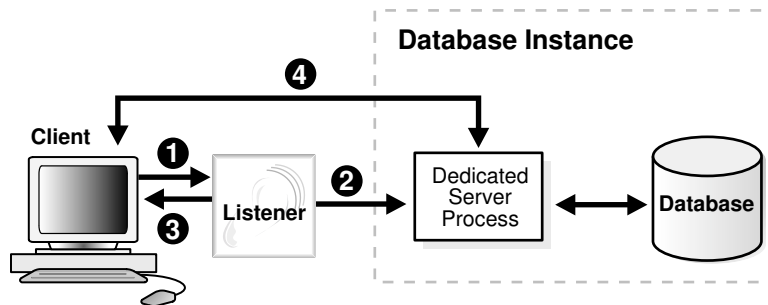 Database Instance
4
Client
1
2
Dedicated
Server
Process
Listener
Database
3